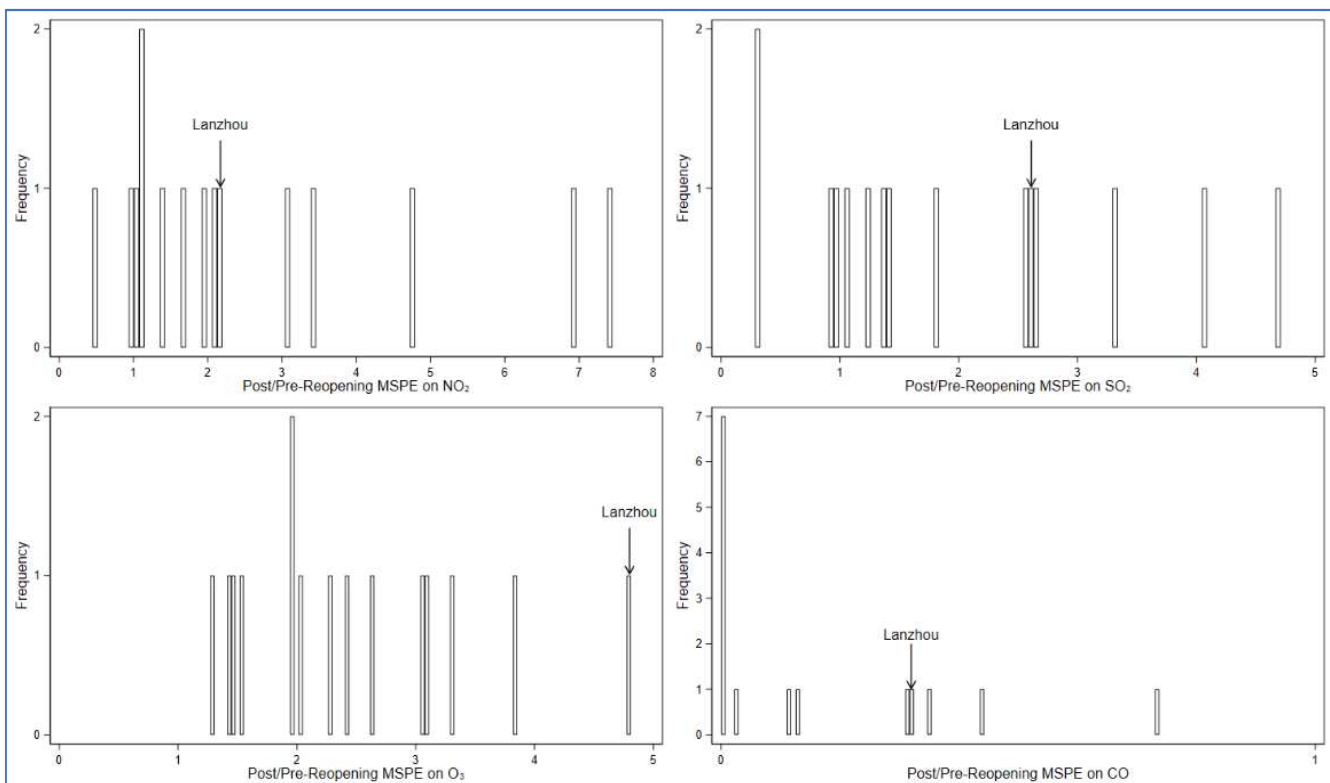 2
1
0
Frequency
Lanzhou
0 1 2 3 4 5 6 7 8
Post/Pre-Reopening MSPE on NO₂
2
1
0
Frequency
Lanzhou
0 1 2 3 4 5
Post/Pre-Reopening MSPE on SO₂
2
1
0
Frequency
Lanzhou
0 1 2 3 4 5
Post/Pre-Reopening MSPE on O₃
7
6
5
4
3
2
1
0
Frequency
Lanzhou
0 1
Post/Pre-Reopening MSPE on CO